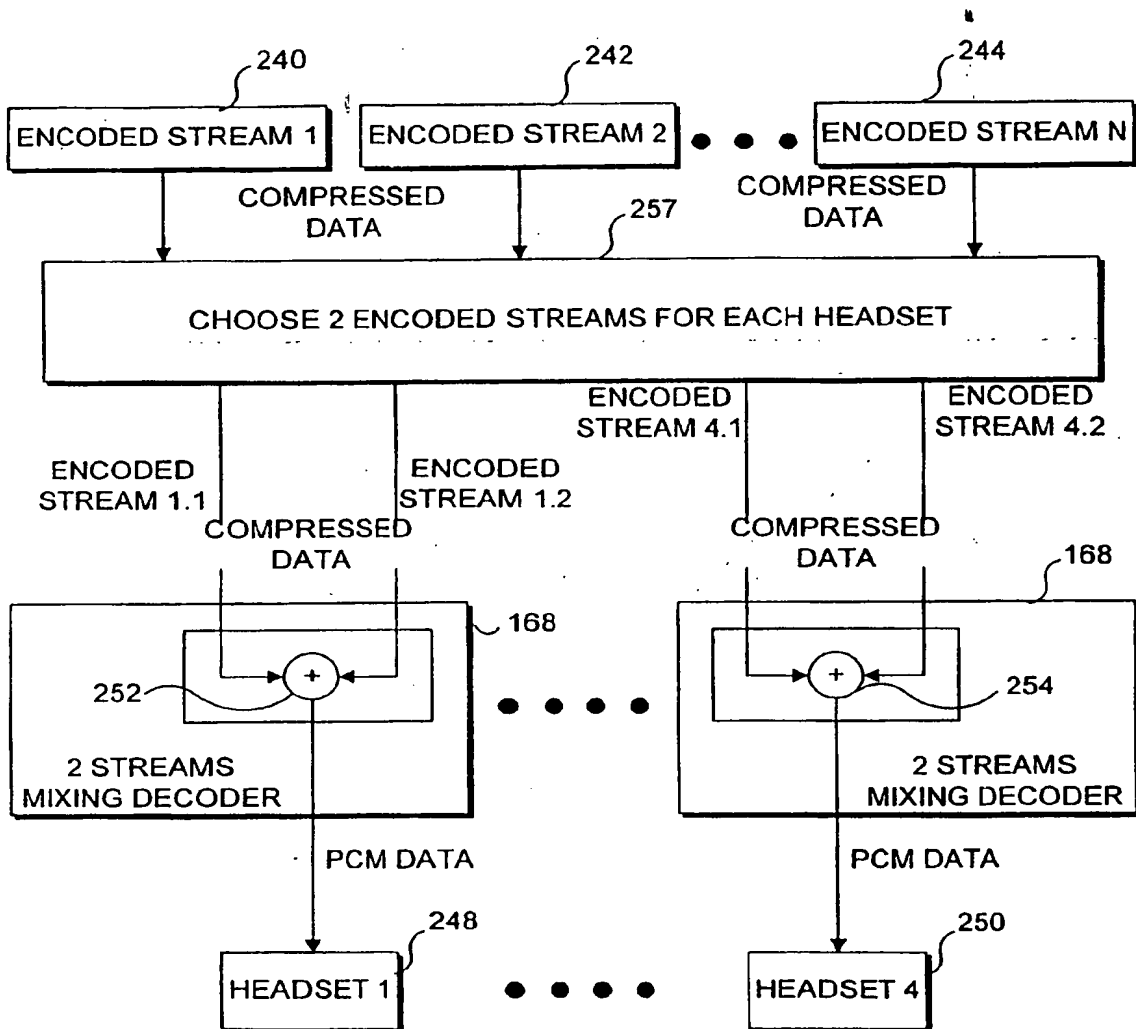 240
242
244
ENCODED STREAM 1
ENCODED STREAM 2
ENCODED STREAM N
COMPRESSED
DATA
COMPRESSED
DATA
257
CHOOSE 2 ENCODED STREAMS FOR EACH HEADSET
ENCODED
STREAM 1.1
ENCODED
STREAM 1.2
ENCODED
STREAM 4.1
ENCODED
STREAM 4.2
COMPRESSED
DATA
COMPRESSED
DATA
168
168
+
+
252
254
2 STREAMS
MIXING DECODER
2 STREAMS
MIXING DECODER
PCM DATA
PCM DATA
248
250
HEADSET 1
HEADSET 4